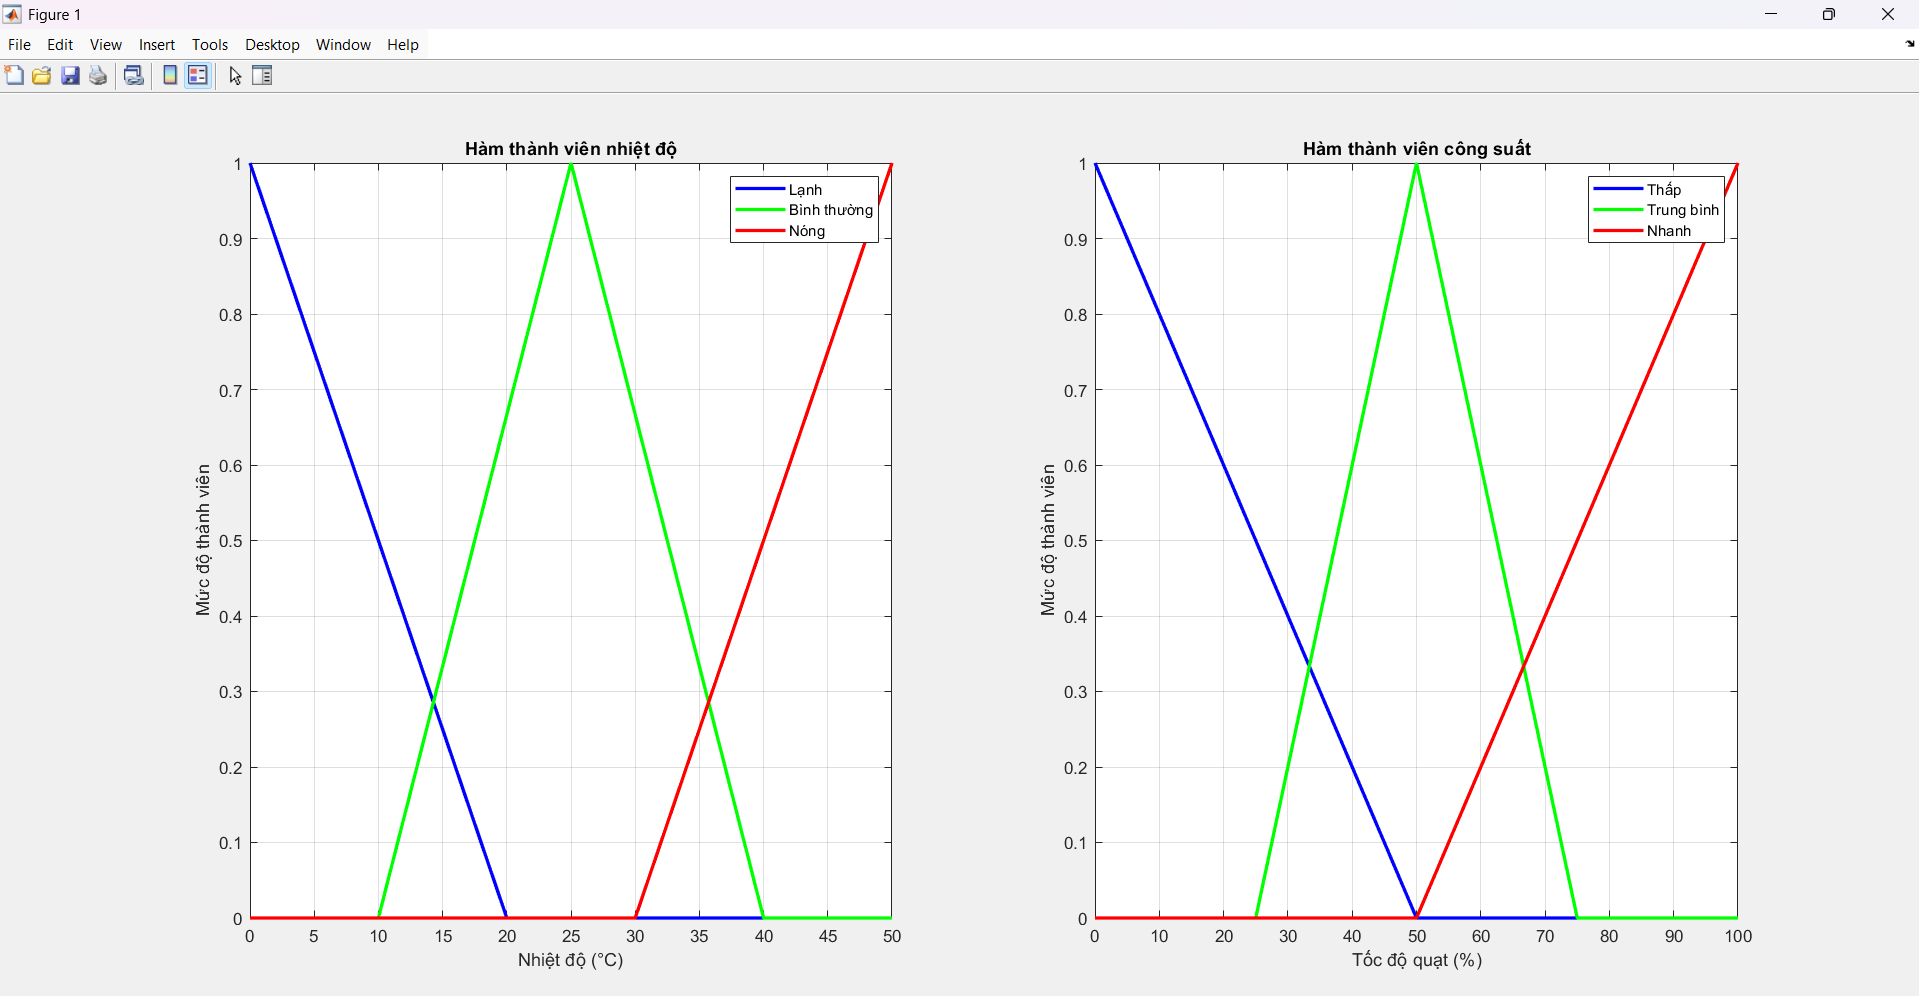 Figure 1
File Edit View Insert Tools Desktop Window Help
Hàm thành viên nhiệt độ
Lạnh
Bình thường
Nóng
1
0.9
0.8
0.7
0.6
0.5
0.4
0.3
0.2
0.1
0
Mức độ thành viên
0 5 10 15 20 25 30 35 40 45 50
Nhiệt độ (°C)
Hàm thành viên công suất
Thấp
Trung bình
Nhanh
1
0.9
0.8
0.7
0.6
0.5
0.4
0.3
0.2
0.1
0
Mức độ thành viên
0 10 20 30 40 50 60 70 80 90 100
Tốc độ quạt (%)